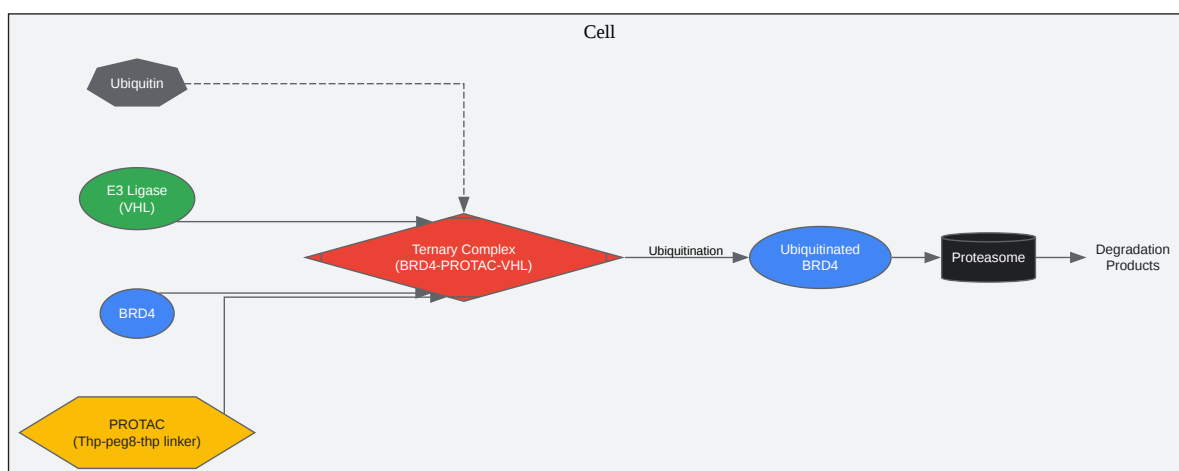 Cell
Ubiquitin
E3 Ligase
(VHL)
Ternary Complex
(BRD4-PROTAC-VHL)
Ubiquitination
Ubiquitinated
BRD4
Proteasome
Degradation
Products
BRD4
PROTAC
(Thp-peg8-thp linker)